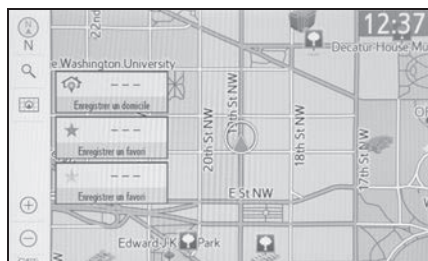 12:37
N
22nd
Decatur House Mu
e Washington University
- - -
Enregistrer un domicile
- - -
Enregistrer un favori
- - -
Enregistrer un favori
20th St NW
19th St NW
18th St NW
17th St NW
E St NW
Edward J K Park